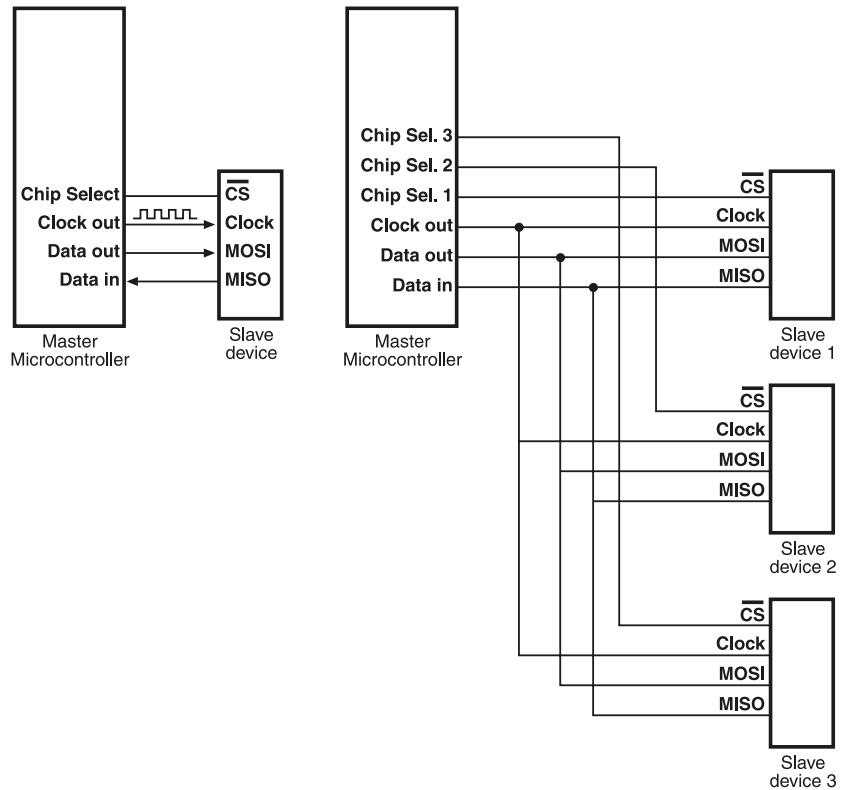 Chip Select
Clock out
Data out
Data in
CS
Clock
MOSI
MISO
Master
Microcontroller
Slave
device
Chip Sel. 3
Chip Sel. 2
Chip Sel. 1
Clock out
Data out
Data in
Master
Microcontroller
CS
Clock
MOSI
MISO
Slave
device 1
CS
Clock
MOSI
MISO
Slave
device 2
CS
Clock
MOSI
MISO
Slave
device 3